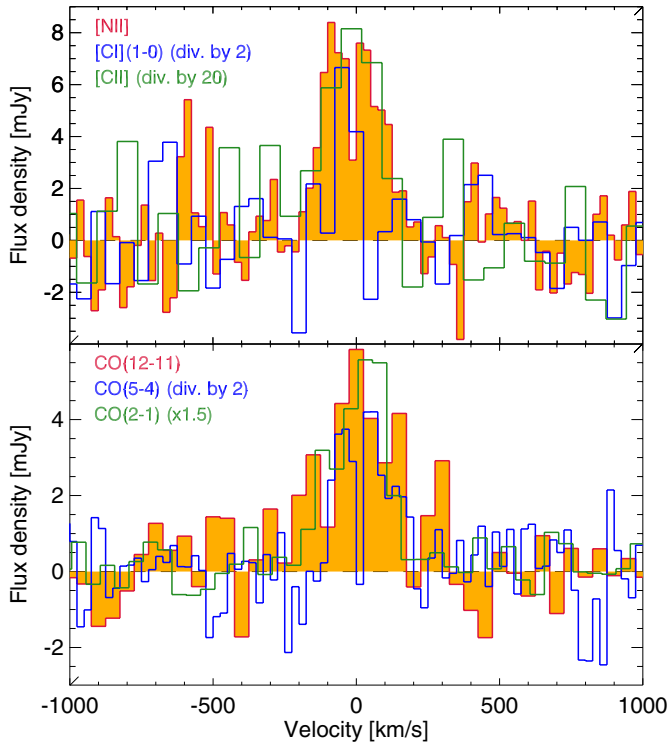 8
6
4
2
0
-2
Flux density [mJy]
[NII]
[CI](1-0) (div. by 2)
[CII] (div. by 20)
4
2
0
-2
Flux density [mJy]
CO(12-11)
CO(5-4) (div. by 2)
CO(2-1) (x1.5)
-1000 -500 0 500 1000
Velocity [km/s]